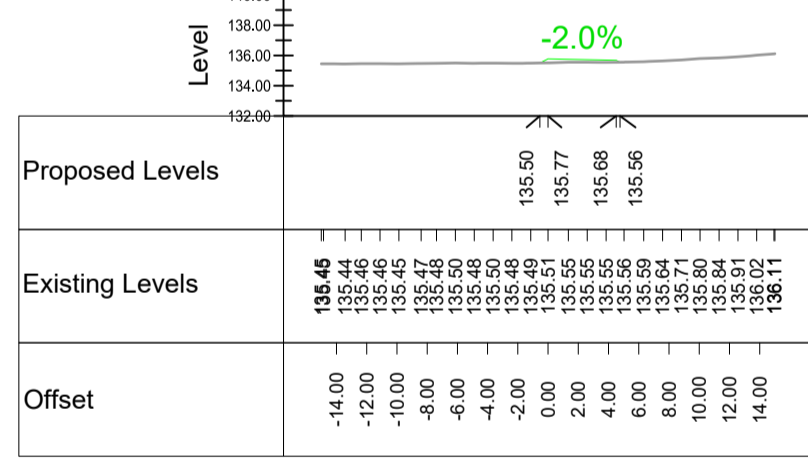 Level
138.00
136.00
134.00
132.00
-2.0%
Proposed Levels
135.50 135.77 135.68 135.56
Existing Levels
135.44 135.46 135.46 135.45 135.47 135.48 135.50 135.48 135.50 135.48 135.49 135.51 135.55 135.55 135.55 135.56 135.59 135.64 135.71 135.80 135.84 135.91 136.02 136.11
Offset
-14.00 -12.00 -10.00 -8.00 -6.00 -4.00 -2.00 0.00 2.00 4.00 6.00 8.00 10.00 12.00 14.00